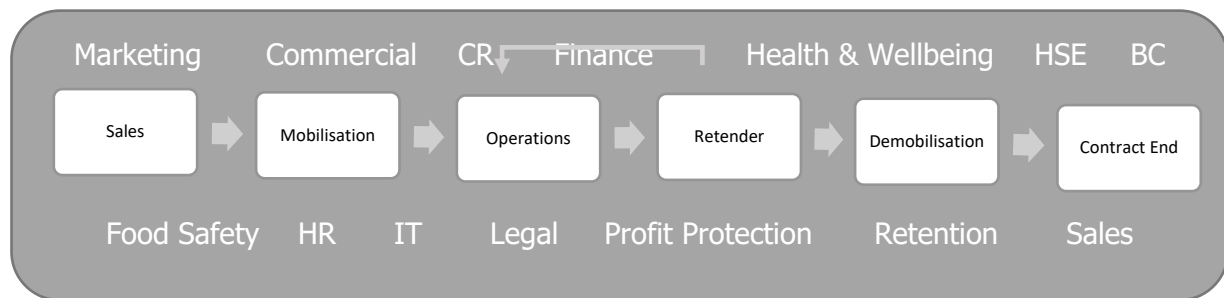 Marketing Commercial CR Finance Health & Wellbeing HSE BC
Sales Mobilisation Operations Retender Demobilisation Contract End
Food Safety HR IT Legal Profit Protection Retention Sales